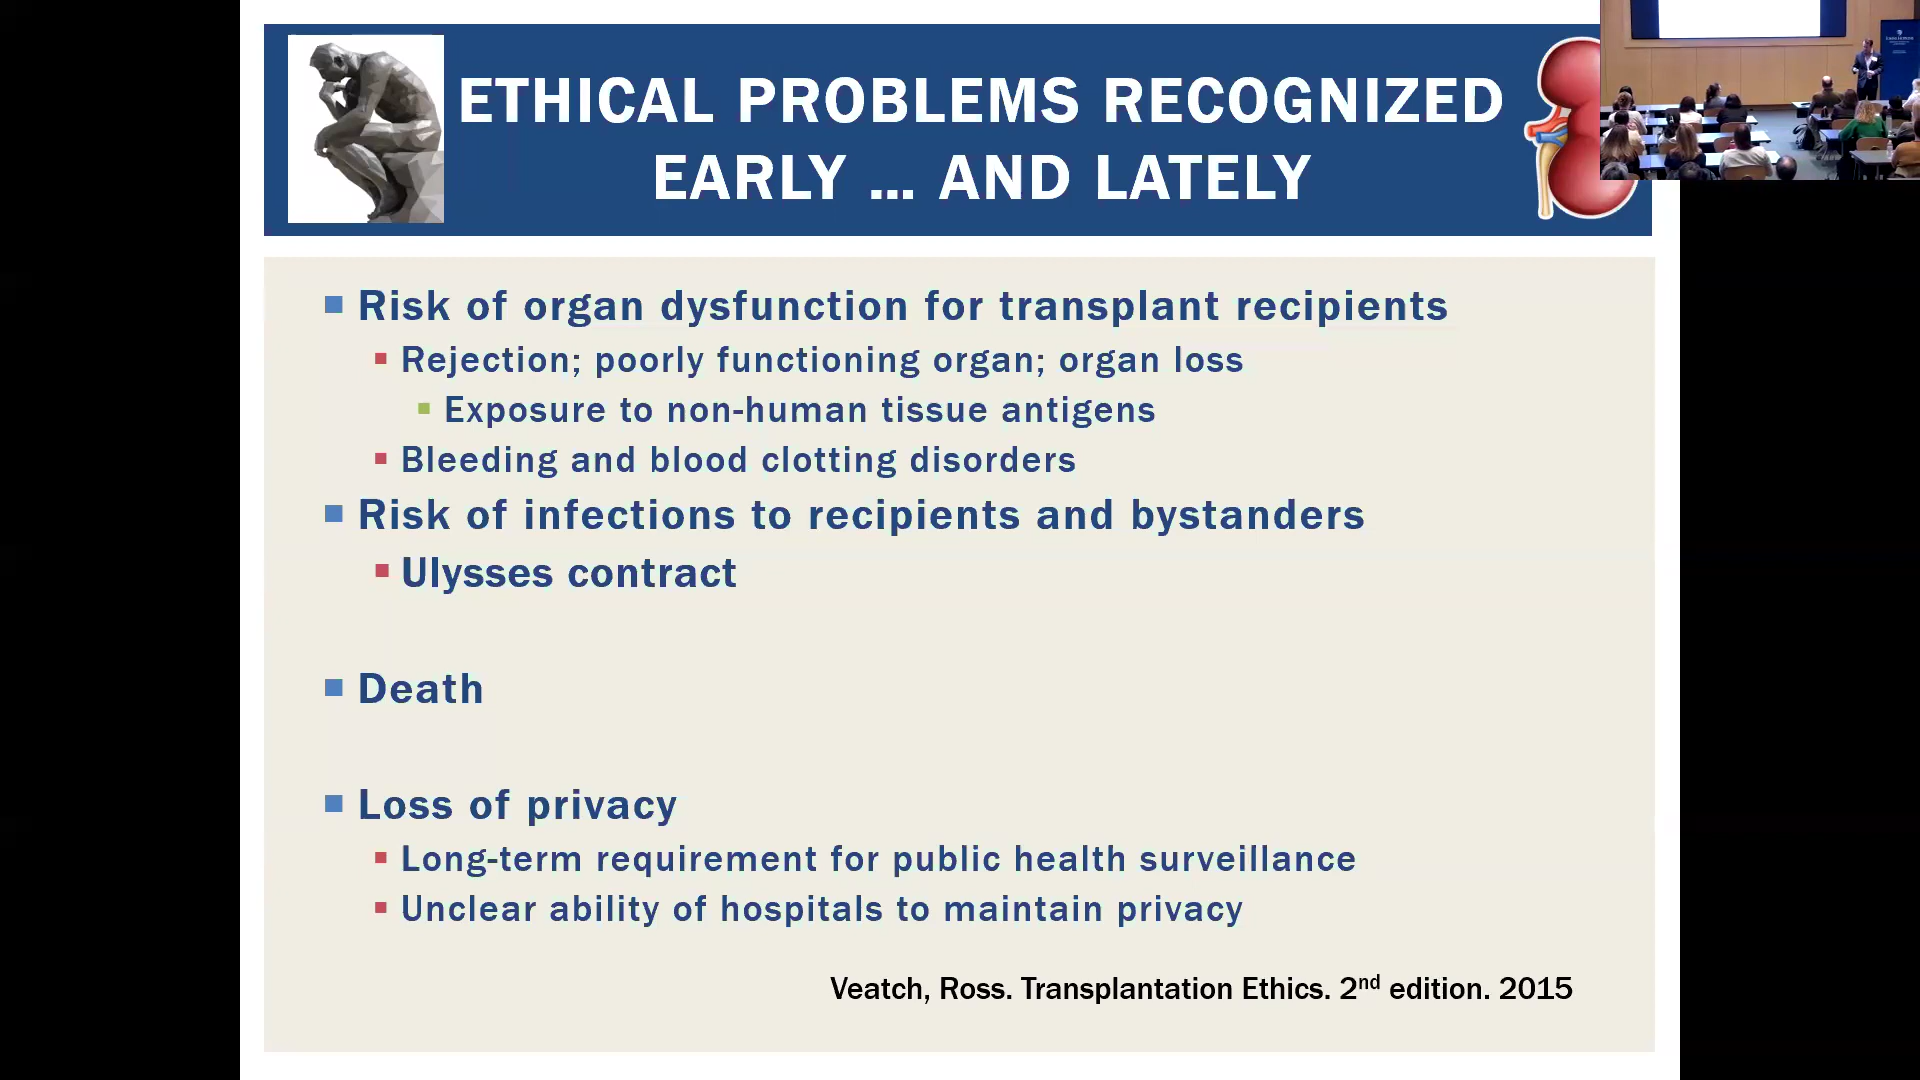 ETHICAL PROBLEMS RECOGNIZED
EARLY ... AND LATELY
Risk of organ dysfunction for transplant recipients
Rejection; poorly functioning organ; organ loss
Exposure to non-human tissue antigens
Bleeding and blood clotting disorders
Risk of infections to recipients and bystanders
Ulysses contract
Death
Loss of privacy
Long-term requirement for public health surveillance
Unclear ability of hospitals to maintain privacy
Veatch, Ross. Transplantation Ethics. 2nd edition. 2015